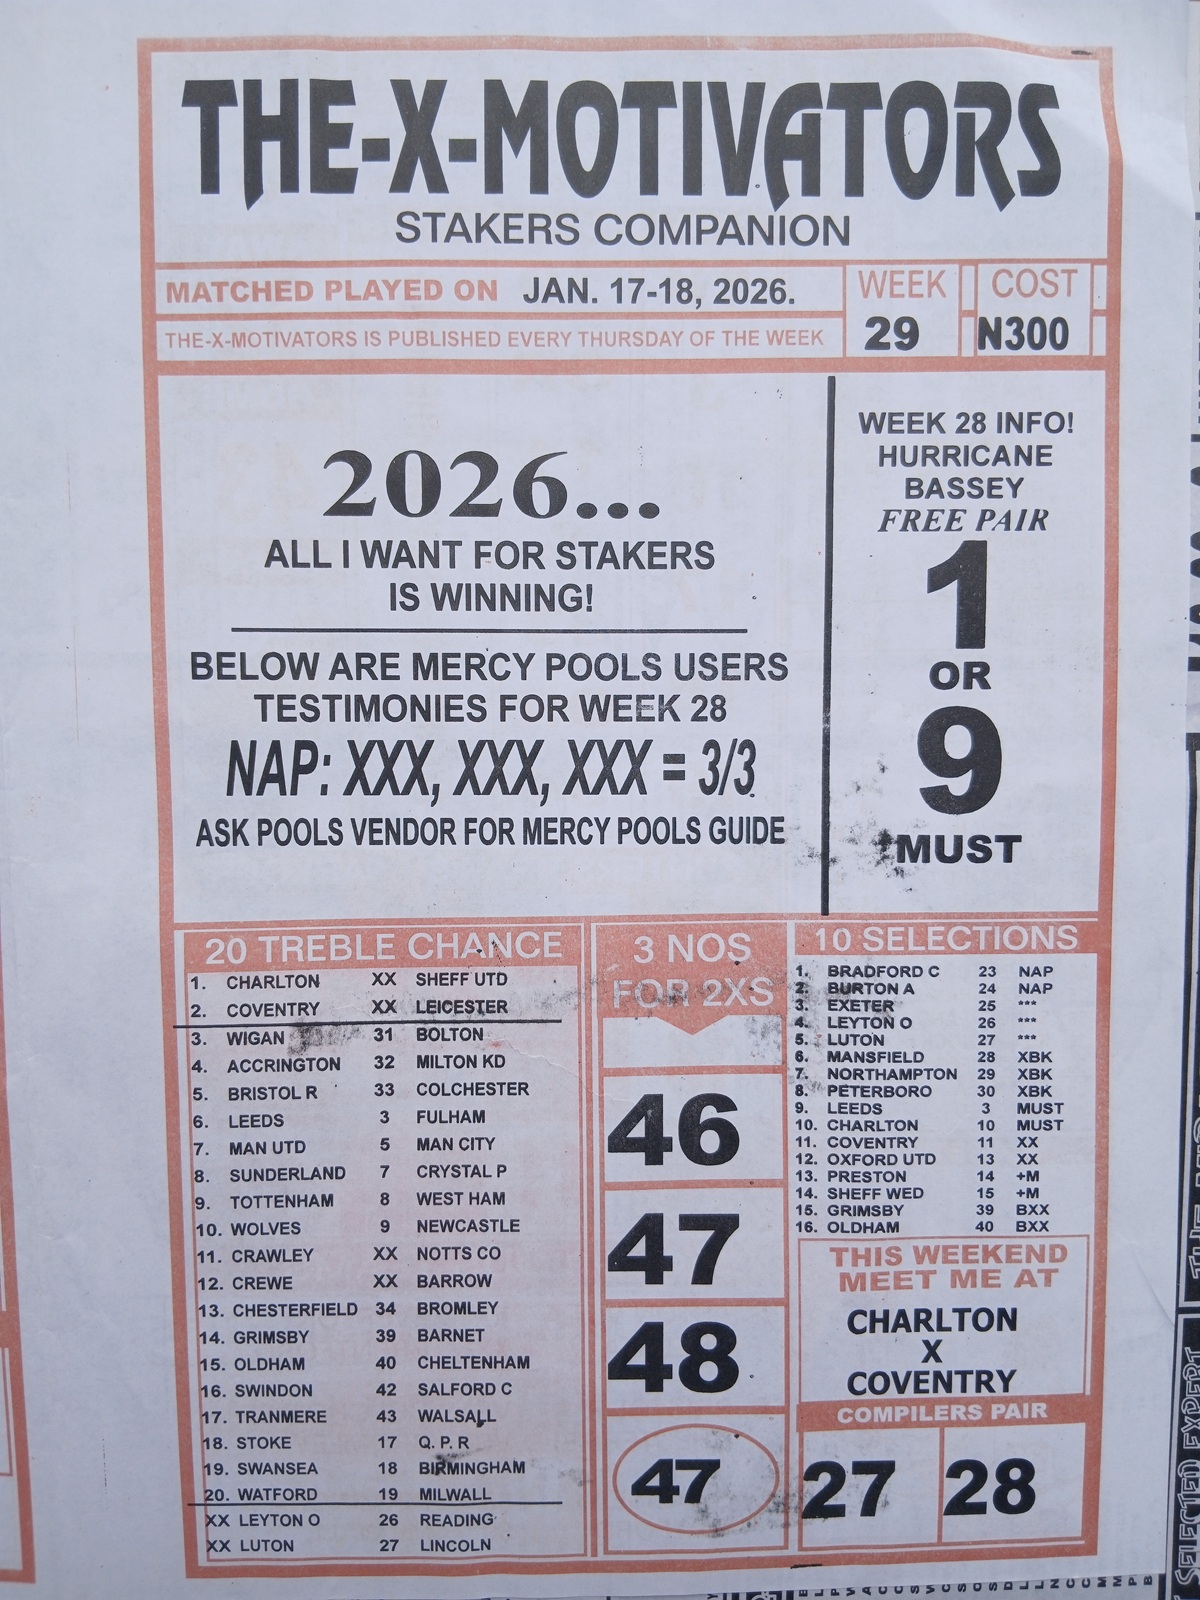 THE-X-MOTIVATORS
STAKERS COMPANION
MATCHED PLAYED ON JAN. 17-18, 2026.
THE-X-MOTIVATORS IS PUBLISHED EVERY THURSDAY OF THE WEEK
WEEK
29
COST
N300
2026...
ALL I WANT FOR STAKERS
IS WINNING!
BELOW ARE MERCY POOLS USERS
TESTIMONIES FOR WEEK 28
NAP: XXX, XXX, XXX = 3/3
ASK POOLS VENDOR FOR MERCY POOLS GUIDE
WEEK 28 INFO!
HURRICANE
BASSEY
FREE PAIR
1
OR
9
MUST
20 TREBLE CHANCE
1. CHARLTON XX SHEFF UTD
2. COVENTRY XX LEICESTER
3. WIGAN 31 BOLTON
4. ACCRINGTON 32 MILTON KD
5. BRISTOL R 33 COLCHESTER
6. LEEDS 3 FULHAM
7. MAN UTD 5 MAN CITY
8. SUNDERLAND 7 CRYSTAL P
9. TOTTENHAM 8 WEST HAM
10. WOLVES 9 NEWCASTLE
11. CRAWLEY XX NOTTS CO
12. CREWE XX BARROW
13. CHESTERFIELD 34 BROMLEY
14. GRIMSBY 39 BARNET
15. OLDHAM 40 CHELTENHAM
16. SWINDON 42 SALFORD C
17. TRANMERE 43 WALSALL
18. STOKE 17 Q. P. R
19. SWANSEA 18 BIRMINGHAM
20. WATFORD 19 MILWALL
XX LEYTON O 26 READING
XX LUTON 27 LINCOLN
3 NOS
FOR 2XS
46
47
48
47
10 SELECTIONS
1. BRADFORD C 23 NAP
2. BURTON A 24 NAP
3. EXETER 25 ***
4. LEYTON O 26 ***
5. LUTON 27 ***
6. MANSFIELD 28 XBK
7. NORTHAMPTON 29 XBK
8. PETERBORO 30 XBK
9. LEEDS 3 MUST
10. CHARLTON 10 MUST
11. COVENTRY 11 XX
12. OXFORD UTD 13 XX
13. PRESTON 14 +M
14. SHEFF WED 15 +M
15. GRIMSBY 39 BXX
16. OLDHAM 40 BXX
THIS WEEKEND
MEET ME AT
CHARLTON
X
COVENTRY
COMPILERS PAIR
27 28
SELECTED EXPERT